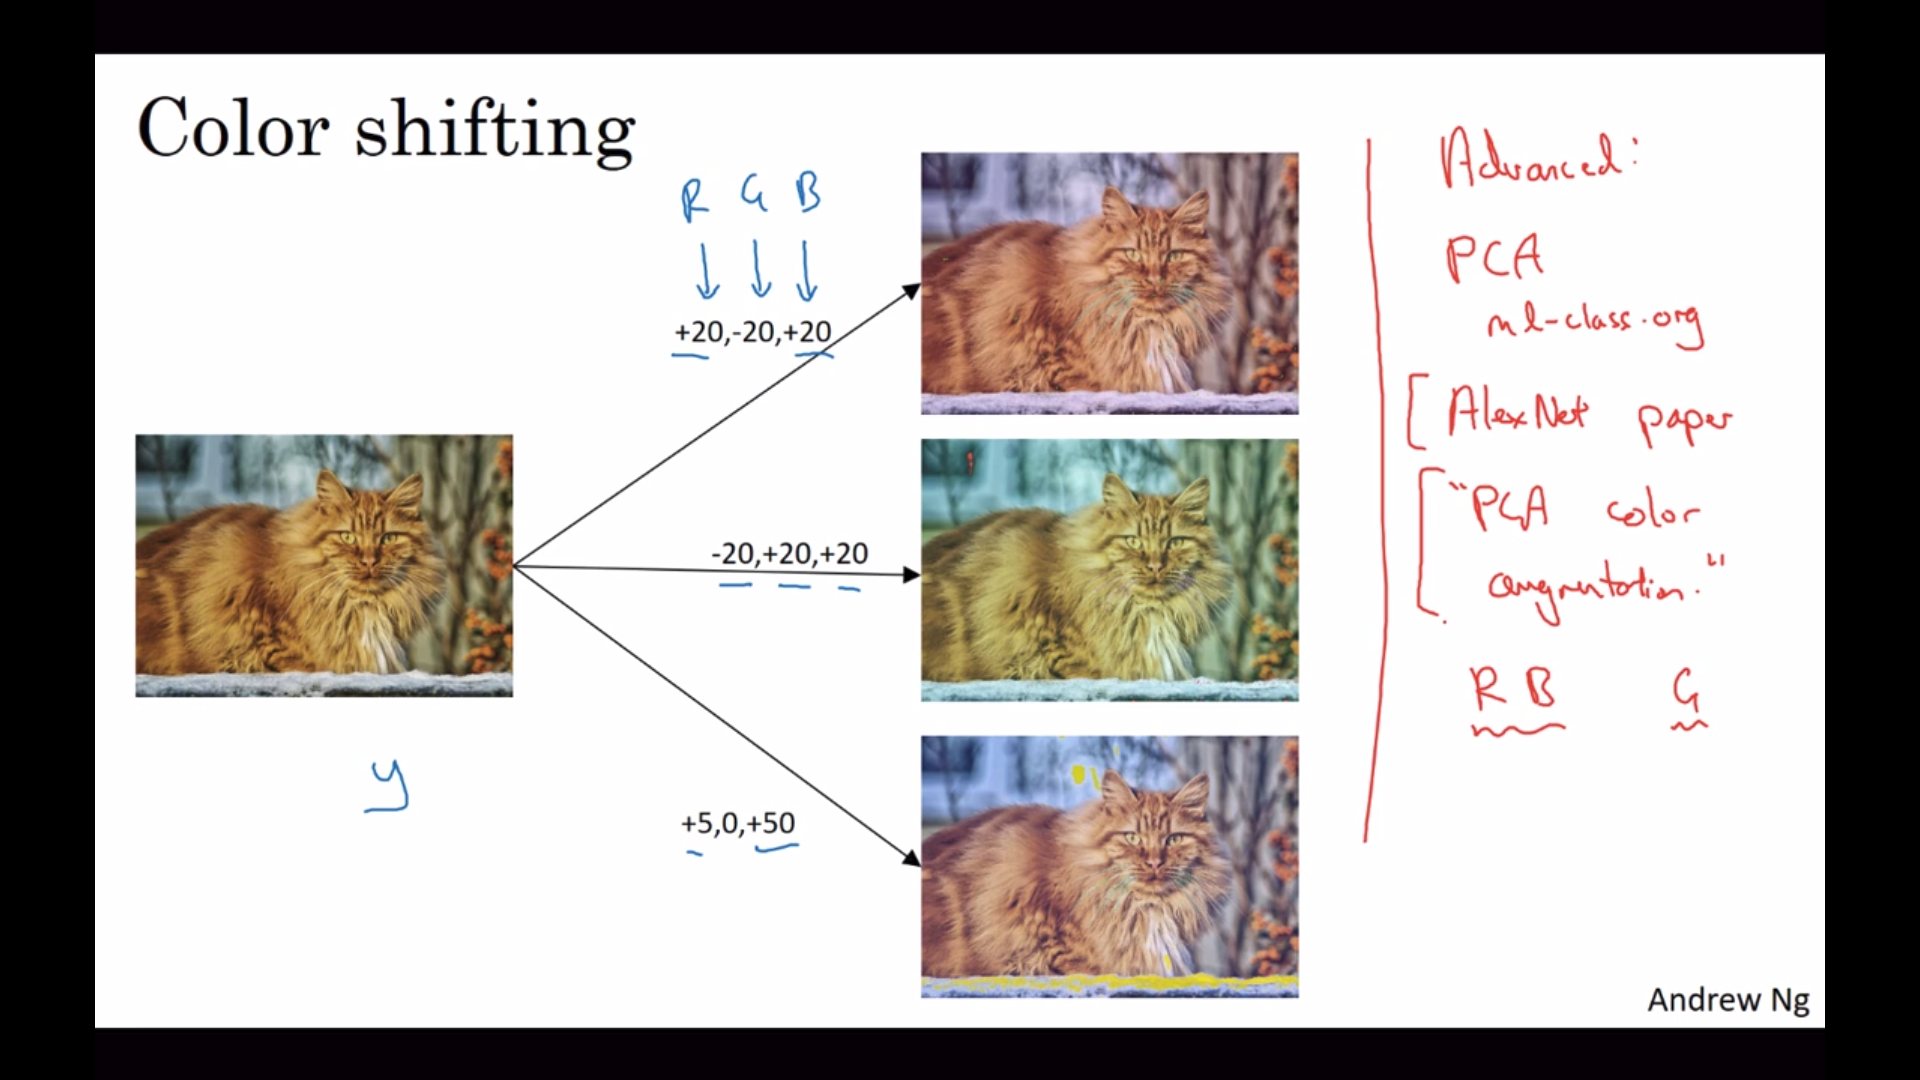 Color shifting
R G B
+20,-20,+20
-20,+20,+20
+5,0,+50
y
Advanced:
PCA
ml-class.org
AlexNet paper
"PCA color
augmentation."
R B G
Andrew Ng